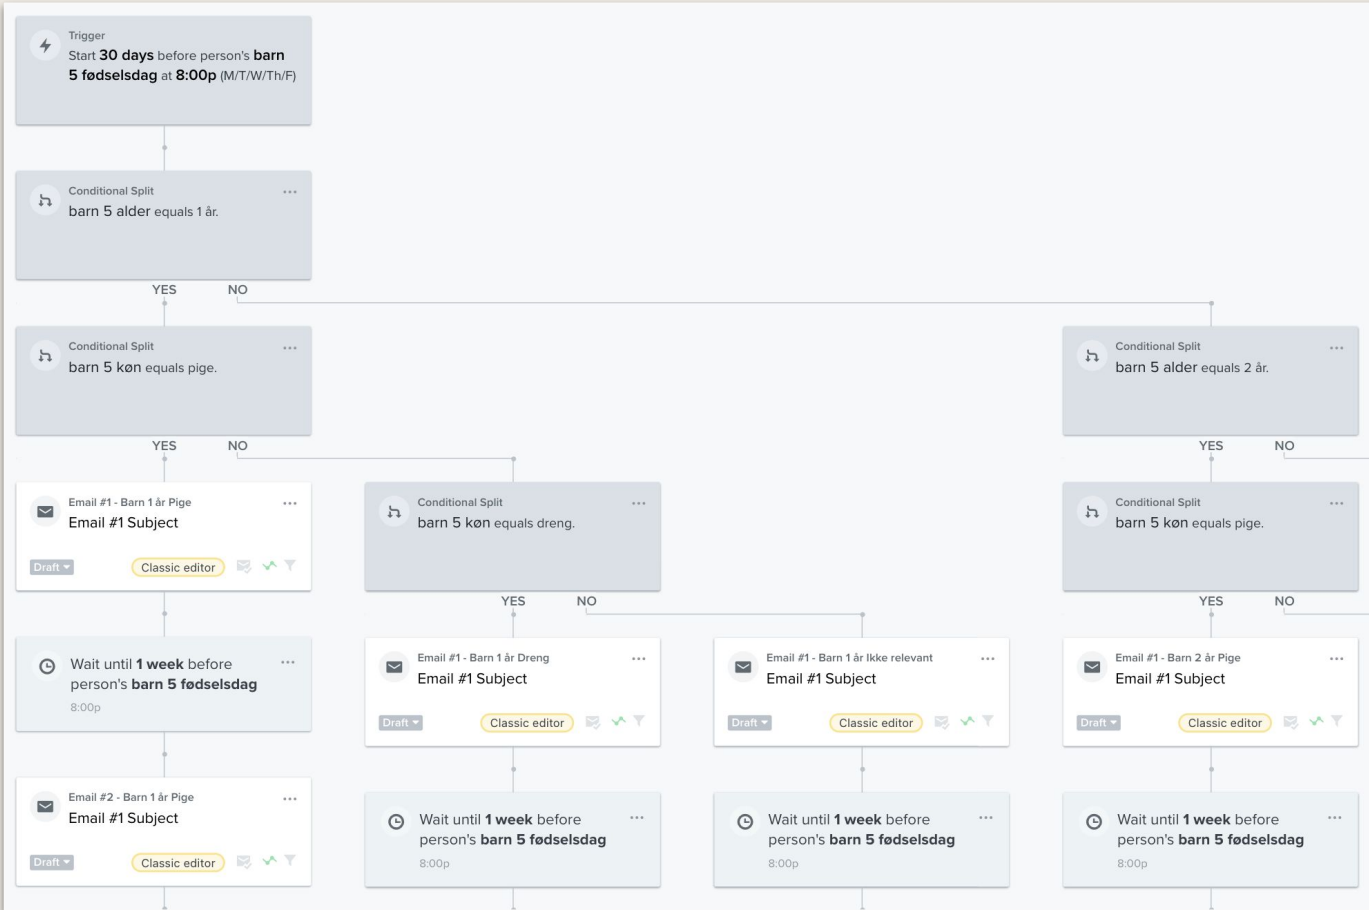 Trigger
Start 30 days before person's barn
5 fødselsdag at 8:00p (M/T/W/Th/F)
Conditional Split
barn 5 alder equals 1 år.
YES
NO
Conditional Split
barn 5 køn equals pige.
Conditional Split
barn 5 alder equals 2 år.
YES
NO
YES
NO
Email #1 - Barn 1 år Pige
Email #1 Subject
Draft
Classic editor
Conditional Split
barn 5 køn equals dreng.
Conditional Split
barn 5 køn equals pige.
YES
NO
YES
NO
Wait until 1 week before
person's barn 5 fødselsdag
8:00p
Email #1 - Barn 1 år Dreng
Email #1 Subject
Draft
Classic editor
Email #1 - Barn 1 år Ikke relevant
Email #1 Subject
Draft
Classic editor
Email #1 - Barn 2 år Pige
Email #1 Subject
Draft
Classic editor
Email #2 - Barn 1 år Pige
Email #1 Subject
Draft
Classic editor
Wait until 1 week before
person's barn 5 fødselsdag
8:00p
Wait until 1 week before
person's barn 5 fødselsdag
8:00p
Wait until 1 week before
person's barn 5 fødselsdag
8:00p